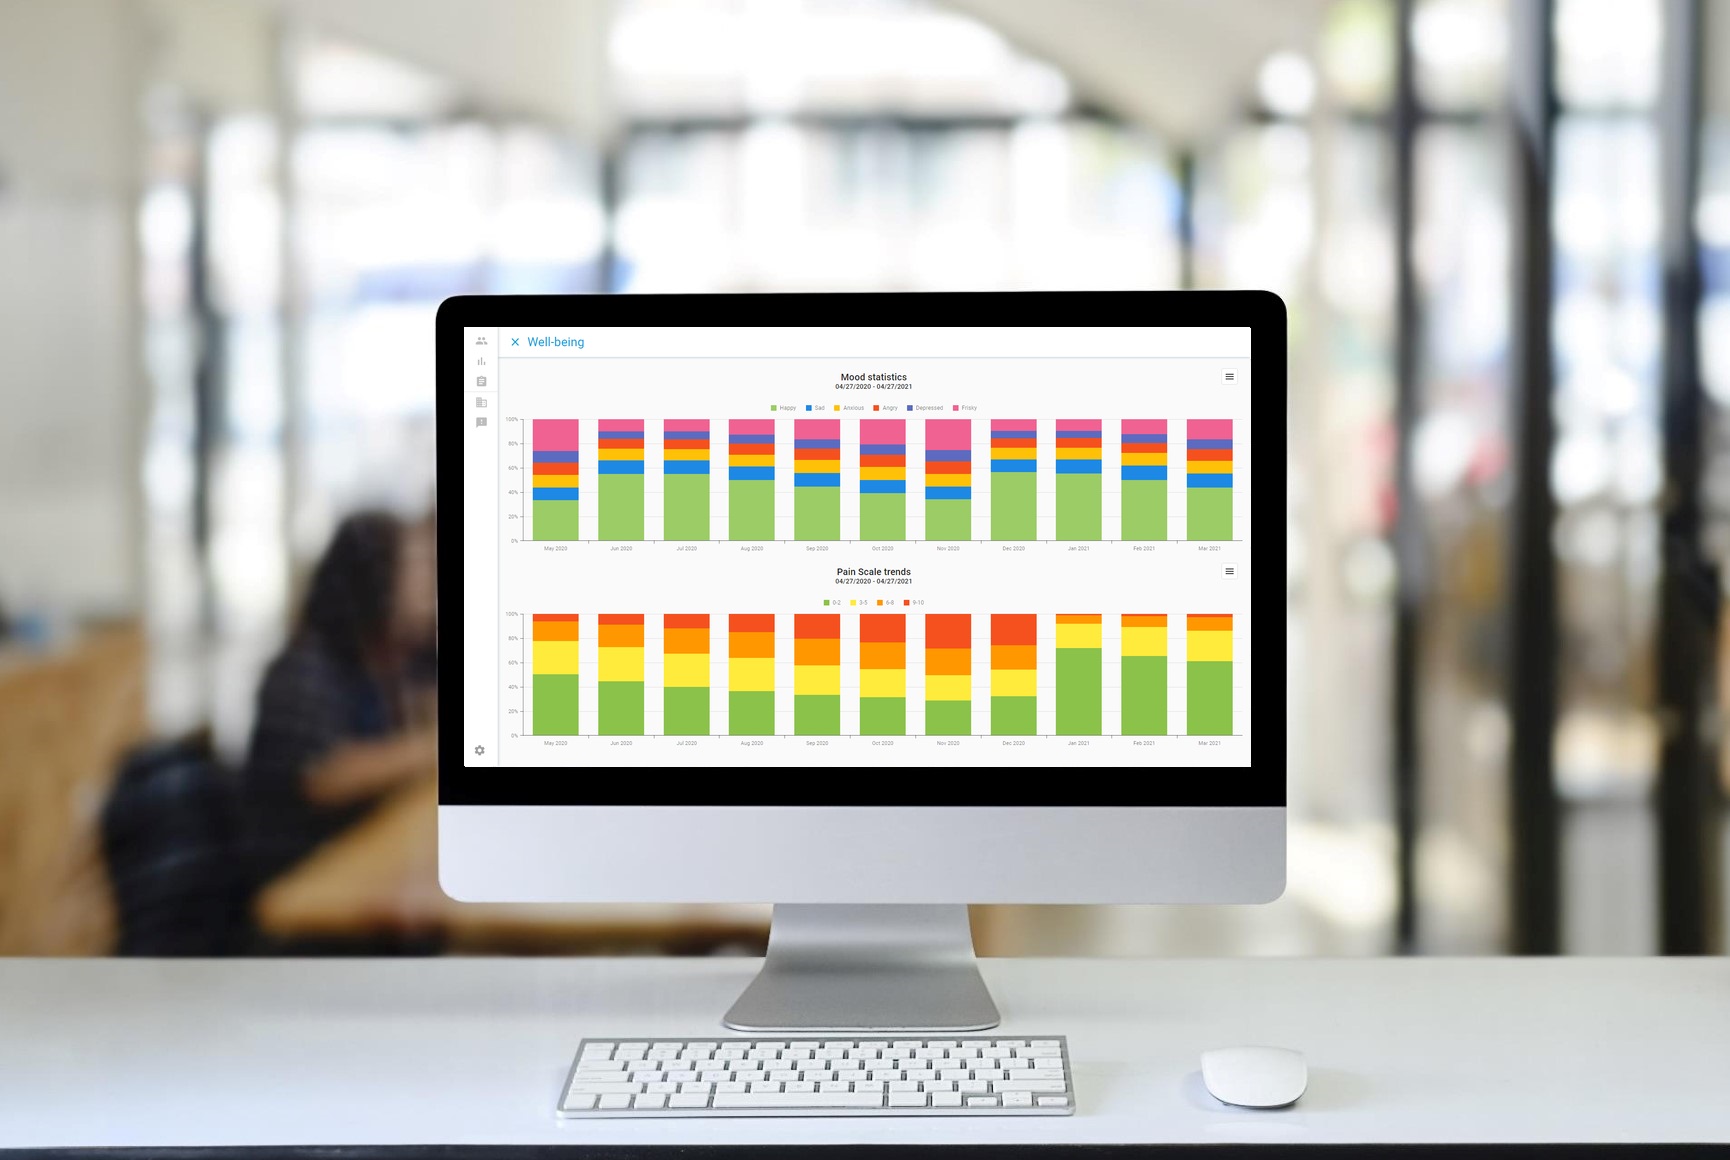 Well-being
Mood statistics
04/27/2020 - 04/27/2021
Happy Sad Anxious Angry Depressed Frisky
100%
80%
60%
40%
20%
0%
May 2020 Jun 2020 Jul 2020 Aug 2020 Sep 2020 Oct 2020 Nov 2020 Dec 2020 Jan 2021 Feb 2021 Mar 2021
Pain Scale trends
04/27/2020 - 04/27/2021
0-2 3-5 6-8 9-10
100%
80%
60%
40%
20%
0%
May 2020 Jun 2020 Jul 2020 Aug 2020 Sep 2020 Oct 2020 Nov 2020 Dec 2020 Jan 2021 Feb 2021 Mar 2021